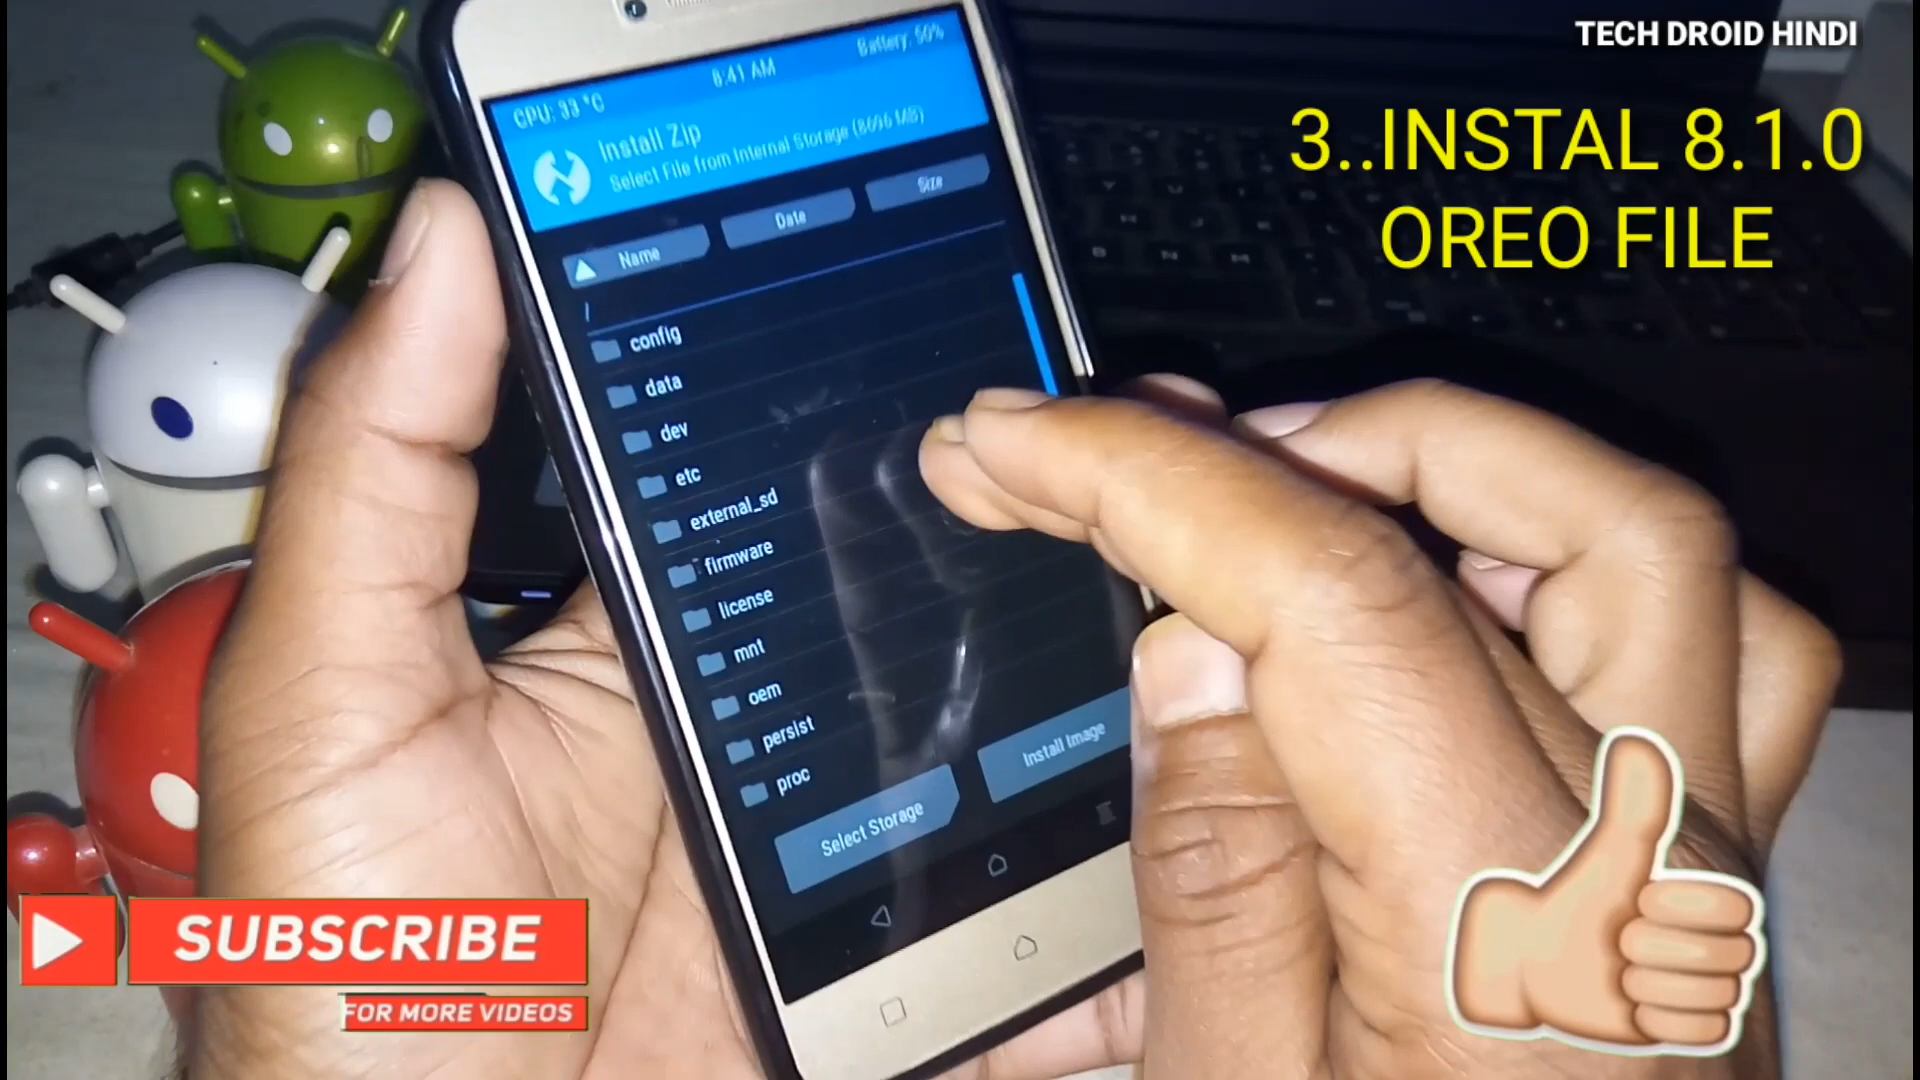 TECH DROID HINDI
3..INSTAL 8.1.0
OREO FILE
CPU: 33 °C
8:41 AM
Battery: 50%
Install Zip
Select File from Internal Storage (8696 MB)
Name
Date
Size
/
config
data
dev
etc
external_sd
firmware
license
mnt
oem
persist
proc
Select Storage
Install Image
SUBSCRIBE
FOR MORE VIDEOS